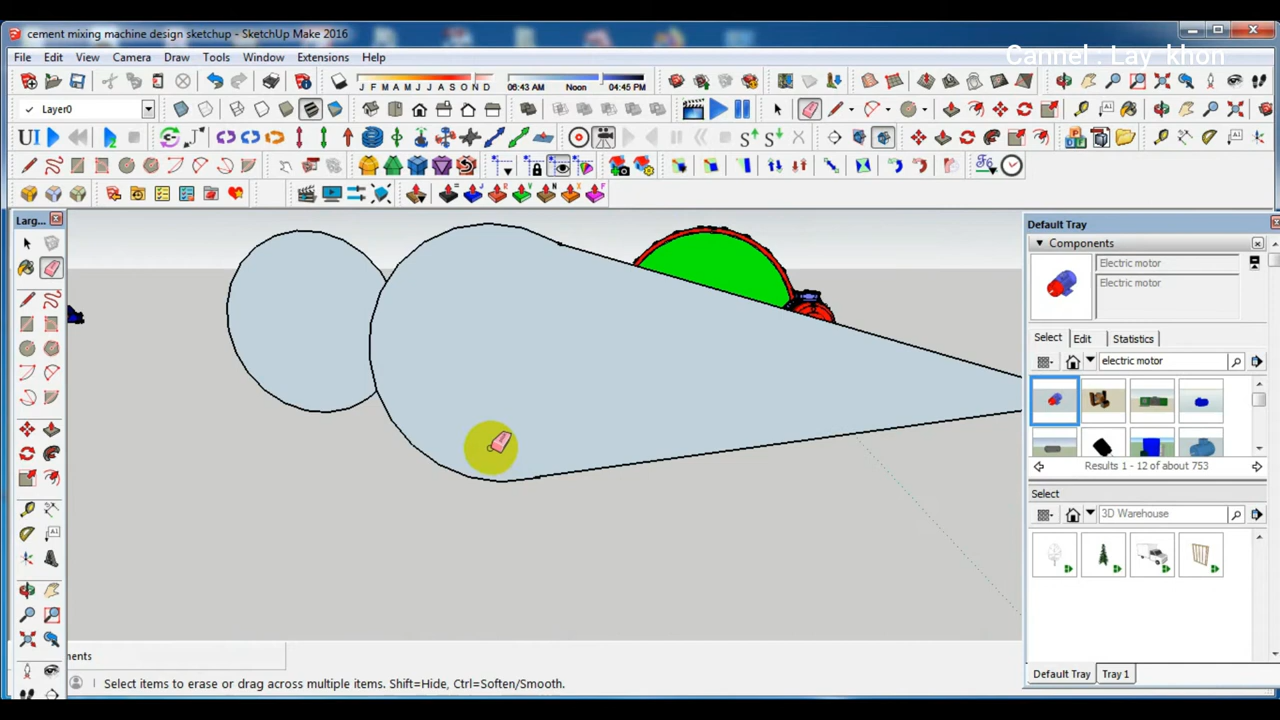 cement mixing machine design sketchup - SketchUp Make 2016
Cannel : Lay khon
File Edit View Camera Draw Tools Window Extensions Help
J F M A M J J A S O N D
06:43 AM Noon 04:45 PM
Layer0
UI
Larg...
Default Tray
Components
Electric motor
Electric motor
Select Edit Statistics
electric motor
Results 1 - 12 of about 753
Select
3D Warehouse
nents
Select items to erase or drag across multiple items. Shift=Hide, Ctrl=Soften/Smooth.
Default Tray Tray 1